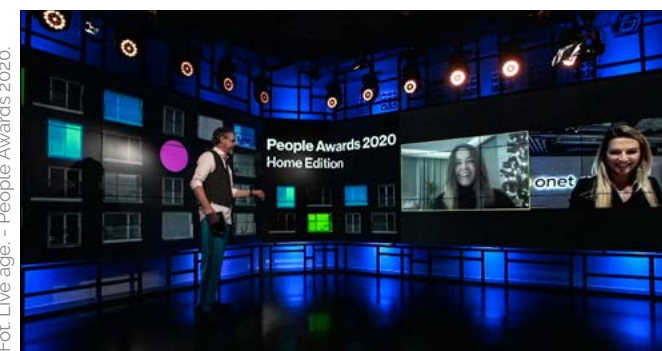 Fot. Live age. - People Awards 2020.
People Awards 2020
Home Edition
onet